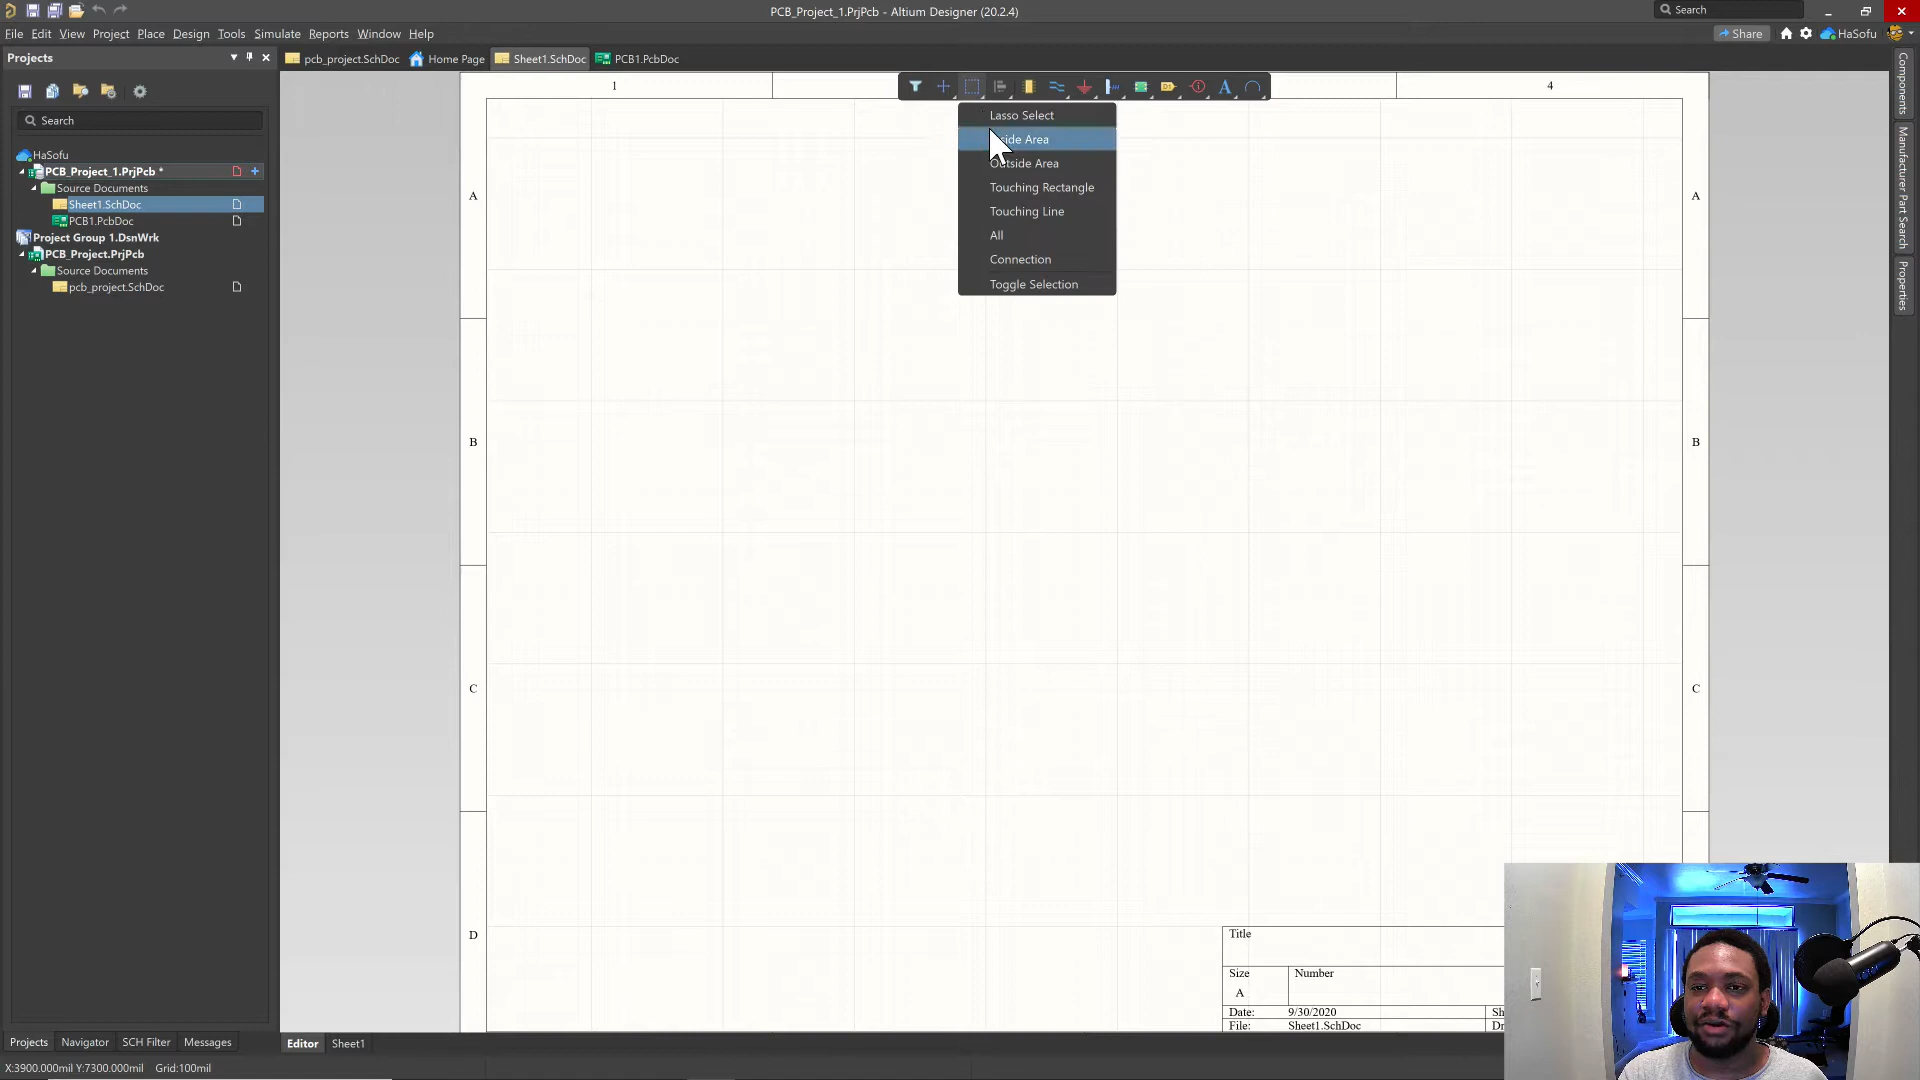 PCB_Project_1.PrjPcb - Altium Designer (20.2.4)
Search
File Edit View Project Place Design Tools Simulate Reports Window Help
Share
HaSofu
Projects
pcb_project.SchDoc
Home Page
Sheet1.SchDoc
PCB1.PcbDoc
Search
HaSofu
PCB_Project_1.PrjPcb *
Source Documents
Sheet1.SchDoc
PCB1.PcbDoc
Project Group 1.DsnWrk
PCB_Project.PrjPcb
Source Documents
pcb_project.SchDoc
1
4
Lasso Select
side Area
Outside Area
Touching Rectangle
Touching Line
All
Connection
Toggle Selection
A
A
B
B
C
C
D
Title
Size
Number
A
Date: 9/30/2020
Sh
File: Sheet1.SchDoc
Dr
Components
Manufacturer Part Search
Properties
Projects Navigator SCH Filter Messages
Editor Sheet1
X:3900.000mil Y:7300.000mil Grid:100mil